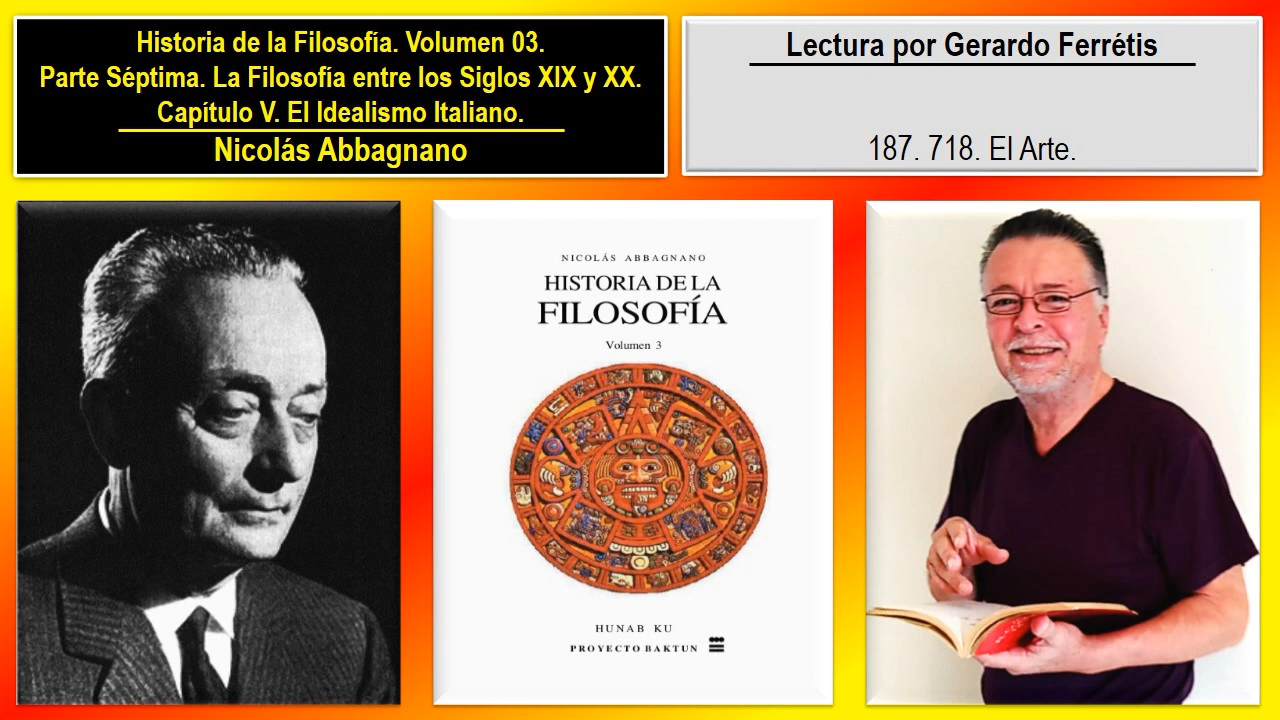 Historia de la Filosofía. Volumen 03.
Parte Séptima. La Filosofía entre los Siglos XIX y XX.
Capítulo V. El Idealismo Italiano.
Nicolás Abbagnano
Lectura por Gerardo Ferrétis
187. 718. El Arte.
NICOLÁS ABBAGNANO
HISTORIA DE LA
FILOSOFÍA
Volumen 3
HUNAB KU
PROYECTO BAKTUN